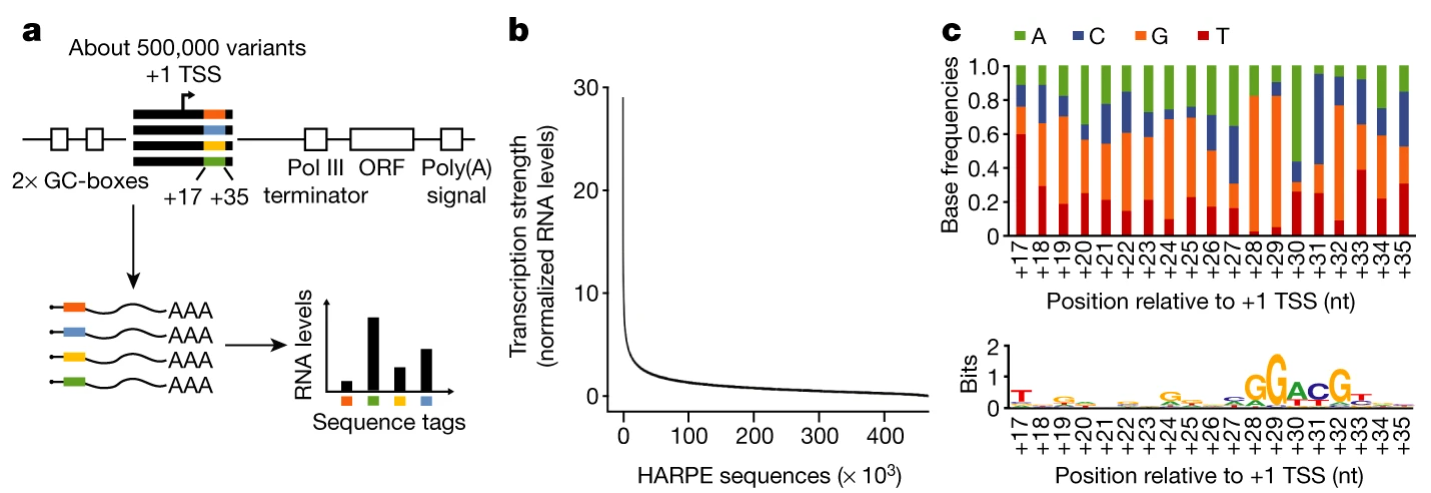 a
About 500,000 variants
+1 TSS
2× GC-boxes
+17 +35
Pol III
terminator
ORF
Poly(A)
signal
AAA
AAA
AAA
AAA
RNA levels
Sequence tags
b
Transcription strength
(normalized RNA levels)
30
20
10
0
0 100 200 300 400
HARPE sequences (× 10³)
c
A C G T
Base frequencies
1.0
0.8
0.6
0.4
0.2
0
+17 +18 +19 +20 +21 +22 +23 +24 +25 +26 +27 +28 +29 +30 +31 +32 +33 +34 +35
Position relative to +1 TSS (nt)
Bits
2
1
0
T G G G G A C G T
+17 +18 +19 +20 +21 +22 +23 +24 +25 +26 +27 +28 +29 +30 +31 +32 +33 +34 +35
Position relative to +1 TSS (nt)